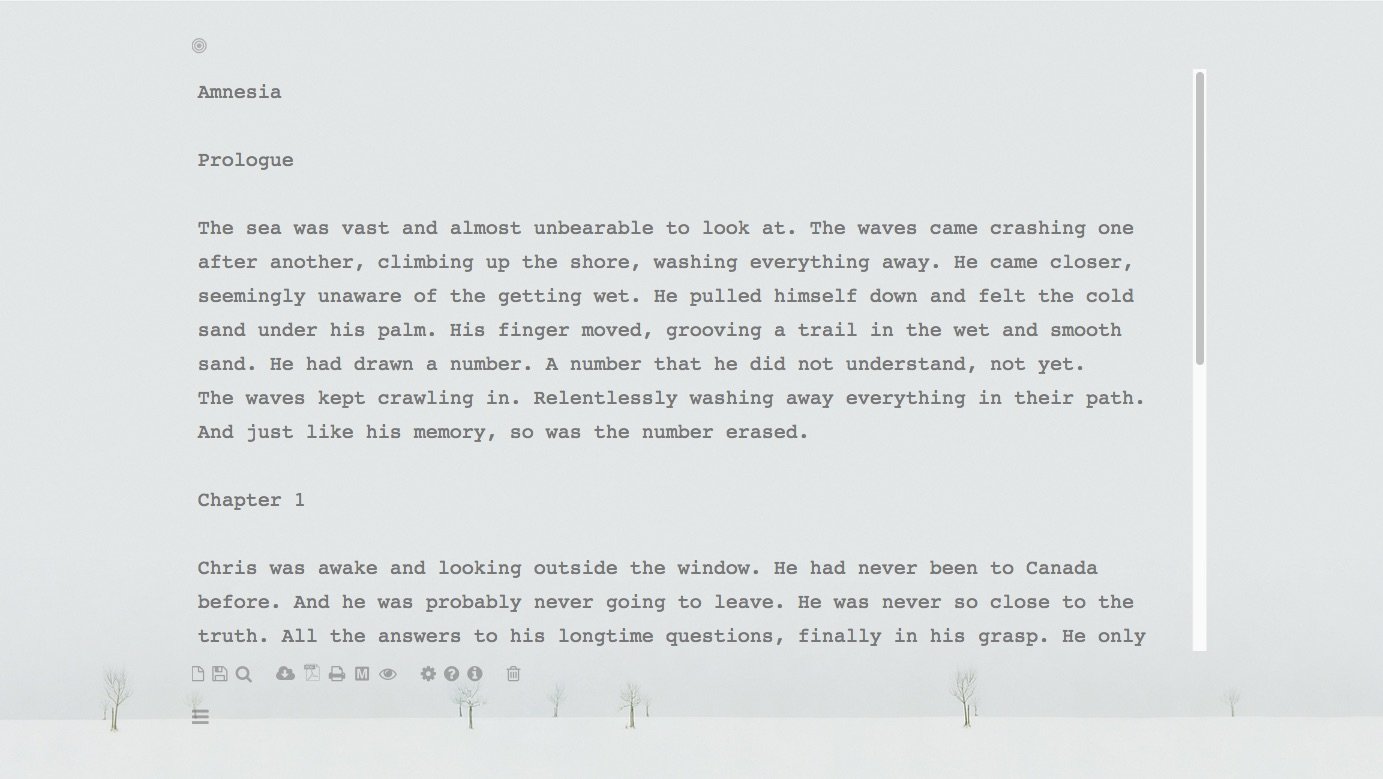 Amnesia
Prologue
The sea was vast and almost unbearable to look at. The waves came crashing one
after another, climbing up the shore, washing everything away. He came closer,
seemingly unaware of the getting wet. He pulled himself down and felt the cold
sand under his palm. His finger moved, grooving a trail in the wet and smooth
sand. He had drawn a number. A number that he did not understand, not yet.
The waves kept crawling in. Relentlessly washing away everything in their path.
And just like his memory, so was the number erased.
Chapter 1
Chris was awake and looking outside the window. He had never been to Canada
before. And he was probably never going to leave. He was never so close to the
truth. All the answers to his longtime questions, finally in his grasp. He only
M